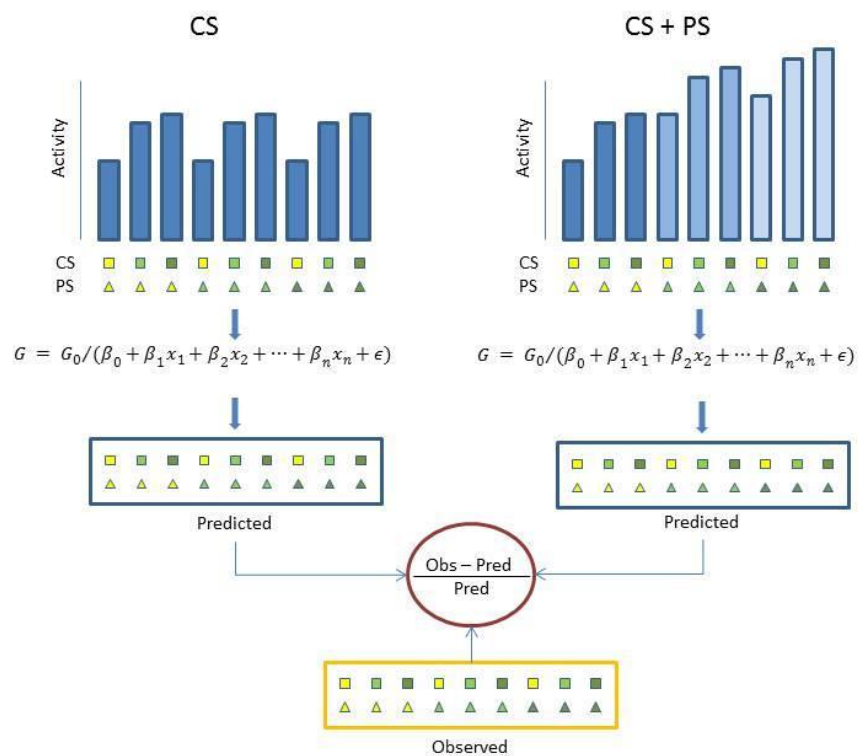 CS
CS + PS
Activity
Activity
CS
PS
CS
PS
G = G₀/(β₀ + β₁x₁ + β₂x₂ + ⋯ + βₙxₙ + ϵ)
G = G₀/(β₀ + β₁x₁ + β₂x₂ + ⋯ + βₙxₙ + ϵ)
Predicted
Predicted
Obs – Pred
Pred
Observed